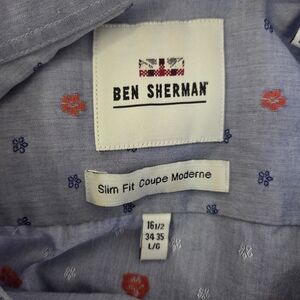 BEN SHERMAN
Slim Fit Coupe Moderne
16 1/2
34 35
L/G